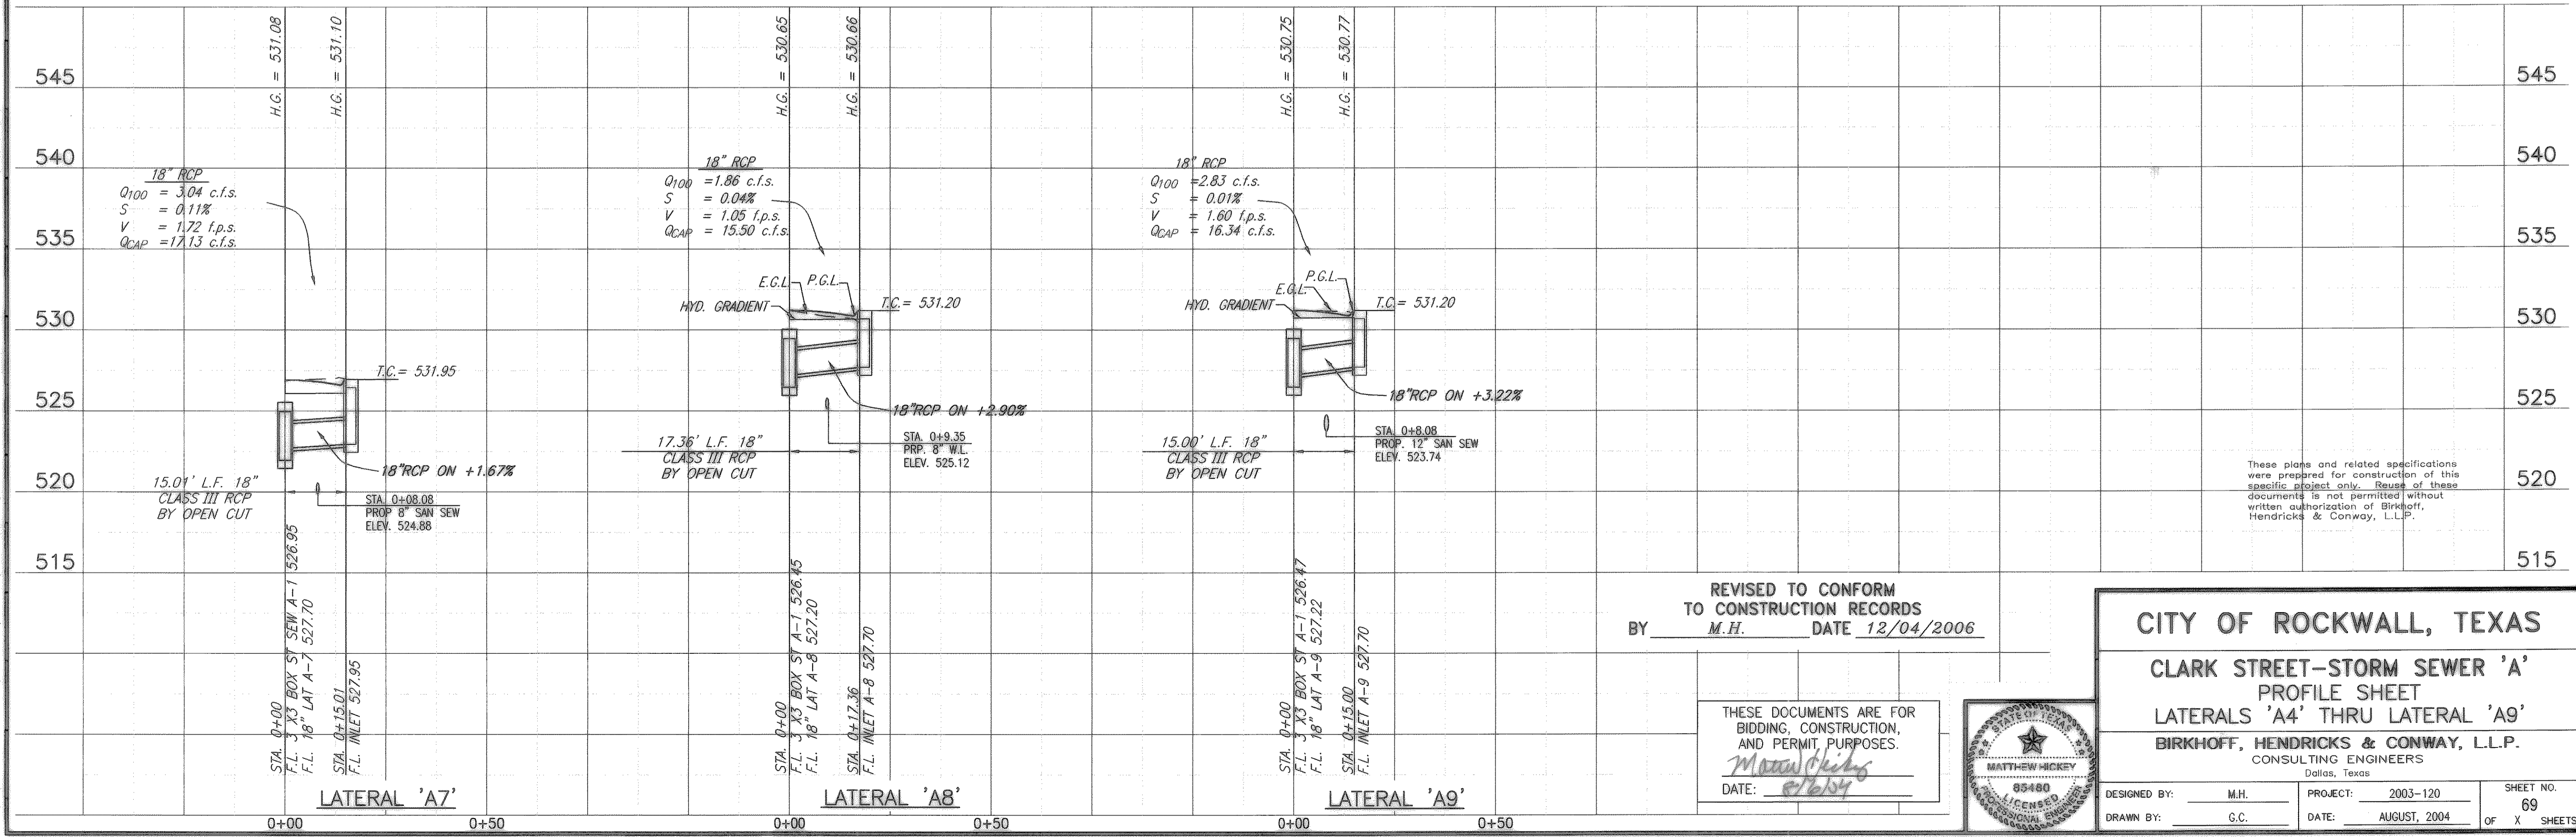 545
540
535
530
525
520
515
H.G. = 531.08
H.G. = 531.10
18" RCP
Q100 = 3.04 c.f.s.
S = 0.11%
V = 1.72 f.p.s.
QCAP =17.13 c.f.s.
T.C.= 531.95
18"RCP ON +1.67%
15.01' L.F. 18"
CLASS III RCP
BY OPEN CUT
STA. 0+08.08
PROP 8" SAN SEW
ELEV. 524.88
STA. 0+00
F.L. 3 X3 BOX ST SEW A-1 526.95
F.L. 18" LAT A-7 527.70
STA. 0+15.01
F.L. INLET 527.95
LATERAL 'A7'
0+00
0+50
H.G. = 530.65
H.G. = 530.66
18" RCP
Q100 =1.86 c.f.s.
S = 0.04%
V = 1.05 f.p.s.
QCAP = 15.50 c.f.s.
E.G.L.
P.G.L.
HYD. GRADIENT
T.C.= 531.20
18"RCP ON +2.90%
17.36' L.F. 18"
CLASS III RCP
BY OPEN CUT
STA. 0+9.35
PRP. 8" W.L.
ELEV. 525.12
STA. 0+00
F.L. 3 X3 BOX ST A-1 526.45
F.L. 18" LAT A-8 527.20
STA. 0+17.36
F.L. INLET A-8 527.70
LATERAL 'A8'
0+00
0+50
H.G. = 530.75
H.G. = 530.77
18" RCP
Q100 =2.83 c.f.s.
S = 0.01%
V = 1.60 f.p.s.
QCAP = 16.34 c.f.s.
P.G.L.
E.G.L.
HYD. GRADIENT
T.C.= 531.20
18"RCP ON +3.22%
15.00' L.F. 18"
CLASS III RCP
BY OPEN CUT
STA. 0+8.08
PROP. 12" SAN SEW
ELEV. 523.74
STA. 0+00
F.L. 3 X3 BOX ST A-1 526.47
F.L. 18" LAT A-9 527.22
STA. 0+15.00
F.L. INLET A-9 527.70
LATERAL 'A9'
0+00
0+50
545
540
535
530
525
520
515
These plans and related specifications
were prepared for construction of this
specific project only. Reuse of these
documents is not permitted without
written authorization of Birkhoff,
Hendricks & Conway, L.L.P.
REVISED TO CONFORM
TO CONSTRUCTION RECORDS
BY M.H. DATE 12/04/2006
THESE DOCUMENTS ARE FOR
BIDDING, CONSTRUCTION,
AND PERMIT PURPOSES.
Matthew Hickey
DATE: 8/6/04
STATE OF TEXAS
MATTHEW HICKEY
85480
LICENSED
PROFESSIONAL ENGINEER
CITY OF ROCKWALL, TEXAS
CLARK STREET-STORM SEWER 'A'
PROFILE SHEET
LATERALS 'A4' THRU LATERAL 'A9'
BIRKHOFF, HENDRICKS & CONWAY, L.L.P.
CONSULTING ENGINEERS
Dallas, Texas
DESIGNED BY: M.H.
PROJECT: 2003-120
SHEET NO.
69
DRAWN BY: G.C.
DATE: AUGUST, 2004
OF X SHEETS